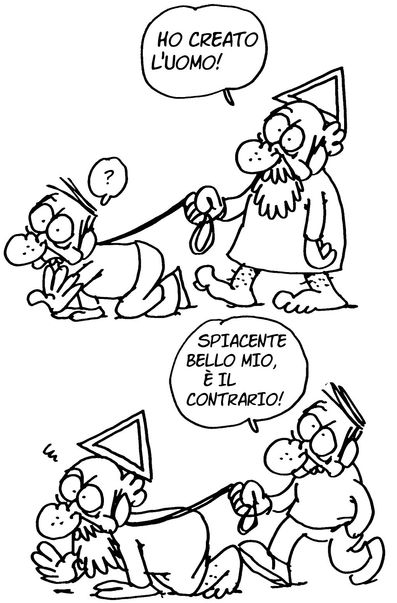 HO CREATO
L'UOMO!
?
SPIACENTE
BELLO MIO,
È IL
CONTRARIO!